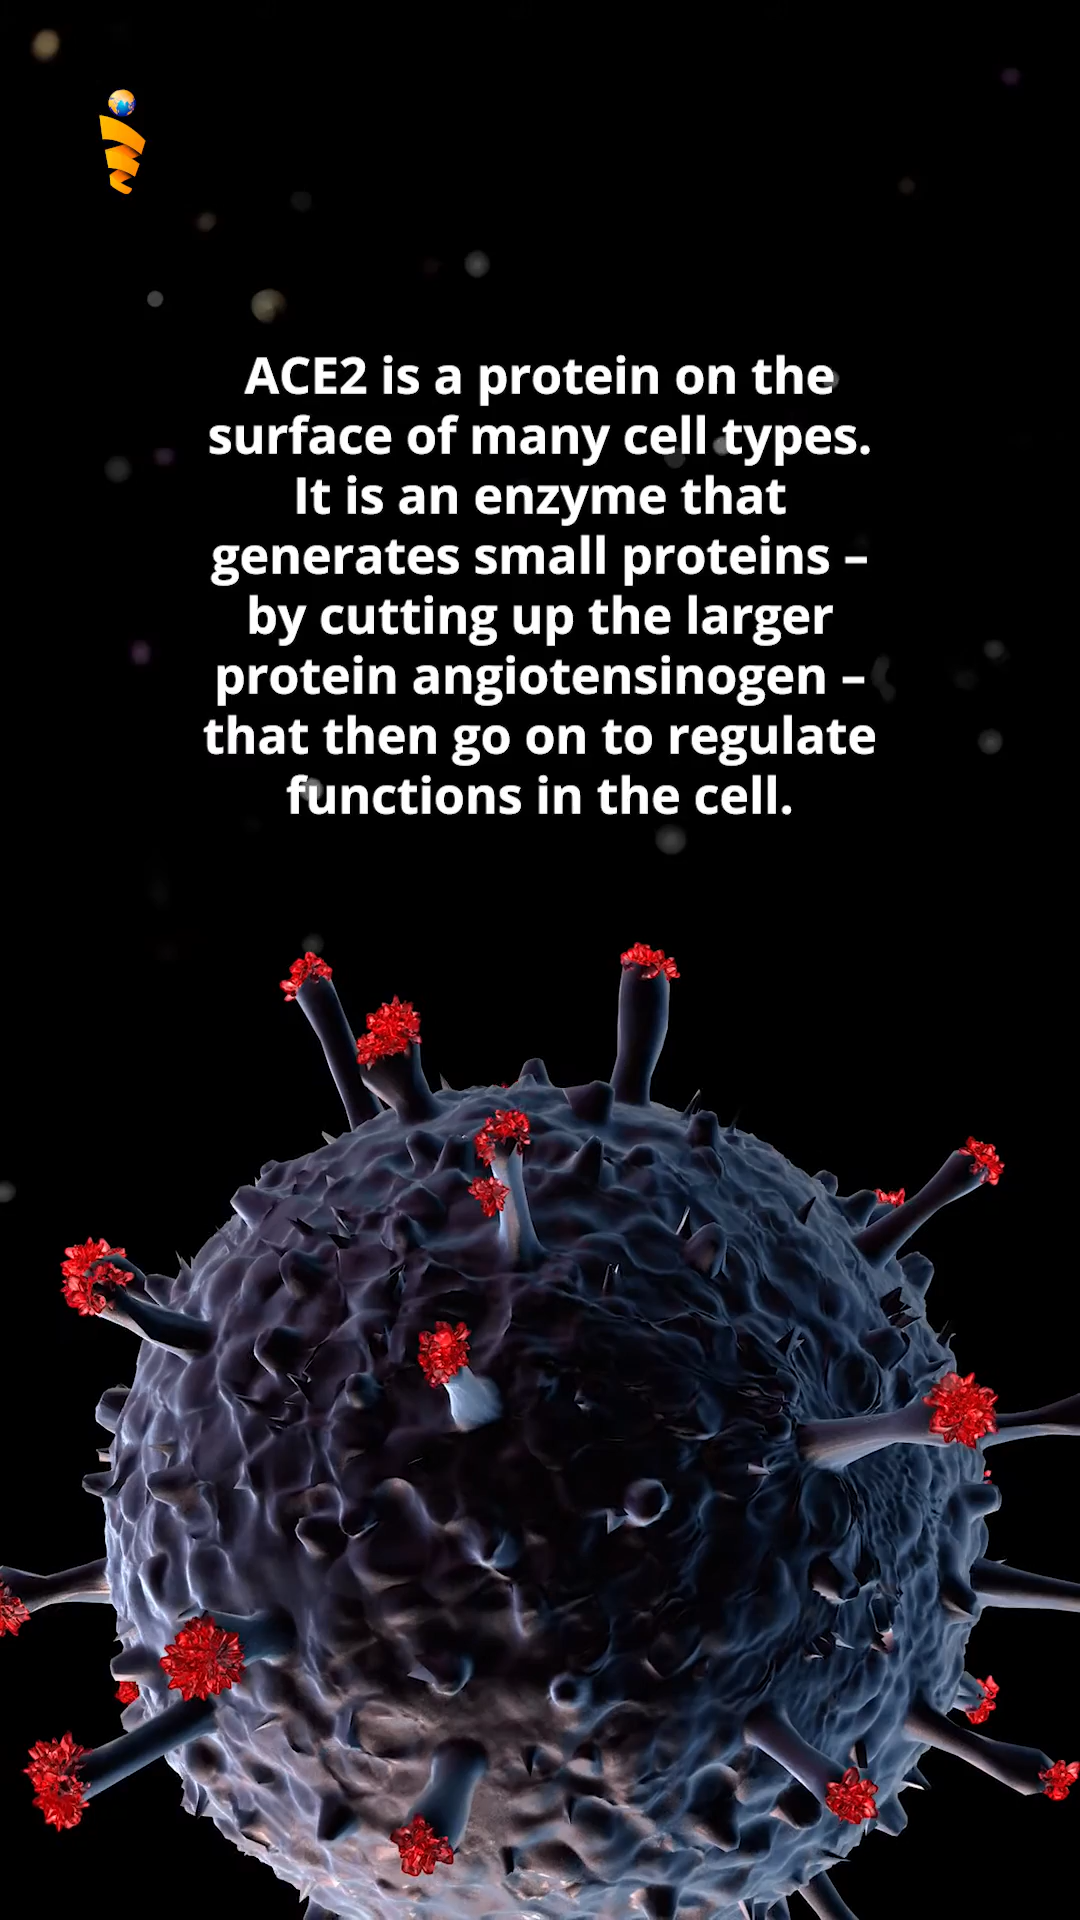 ACE2 is a protein on the
surface of many cell types.
It is an enzyme that
generates small proteins –
by cutting up the larger
protein angiotensinogen –
that then go on to regulate
functions in the cell.